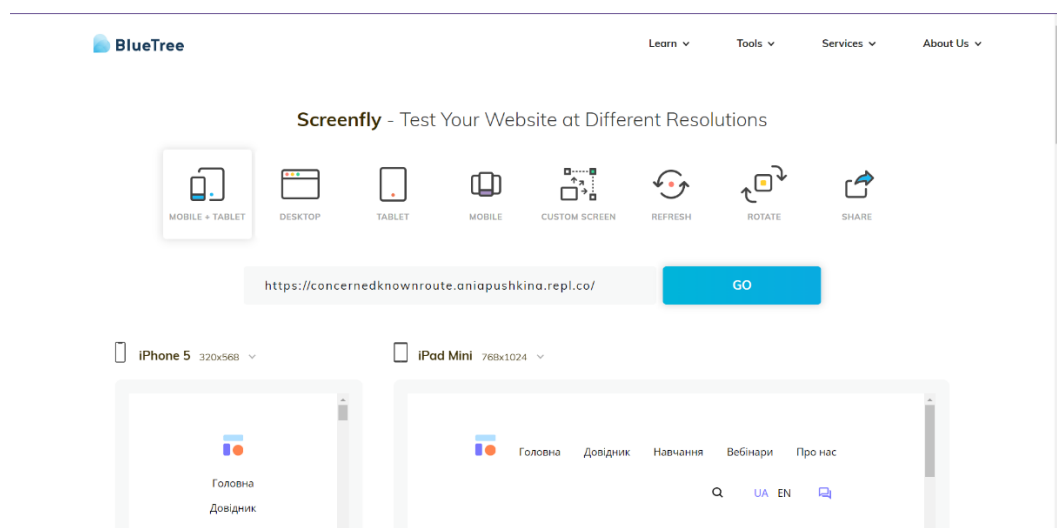 BlueTree
Learn Tools Services About Us
Screenfly - Test Your Website at Different Resolutions
MOBILE + TABLET DESKTOP TABLET MOBILE CUSTOM SCREEN REFRESH ROTATE SHARE
https://concernedknownroute.aniapushkina.repl.co/ GO
iPhone 5 320x568 iPad Mini 768x1024
Головна Довідник Навчання Вебінари Про нас
Головна
UA EN
Довідник